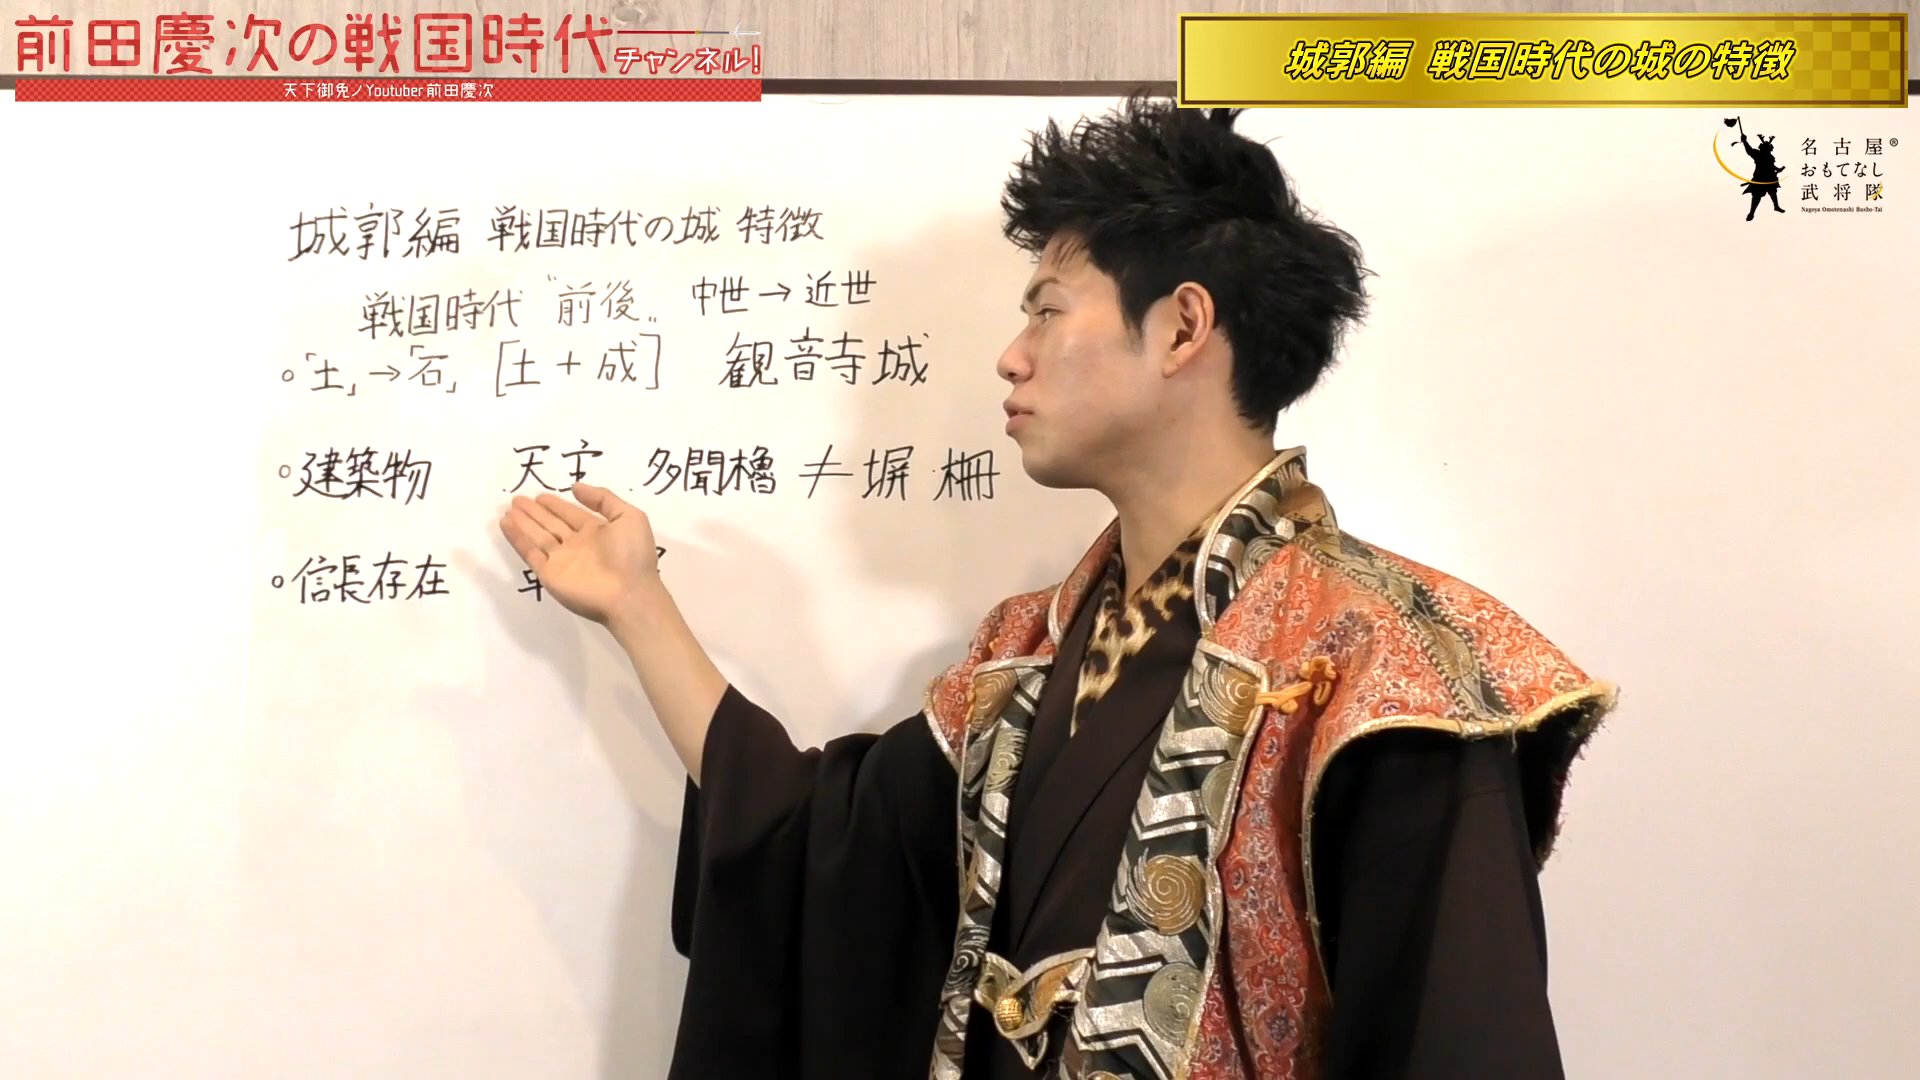 前田慶次の戦国時代チャンネル!
天下御免ノYoutuber前田慶次
城郭編 戦国時代の城の特徴
名古屋®
おもてなし
武将隊
Nagoya Omotenashi Busho-Tai
城郭編 戦国時代の城 特徴
戦国時代〝前後〟 中世→近世
○「土」→「石」 [土+成] 観音寺城
○建築物 天主 多聞櫓≠塀 柵
○信長存在